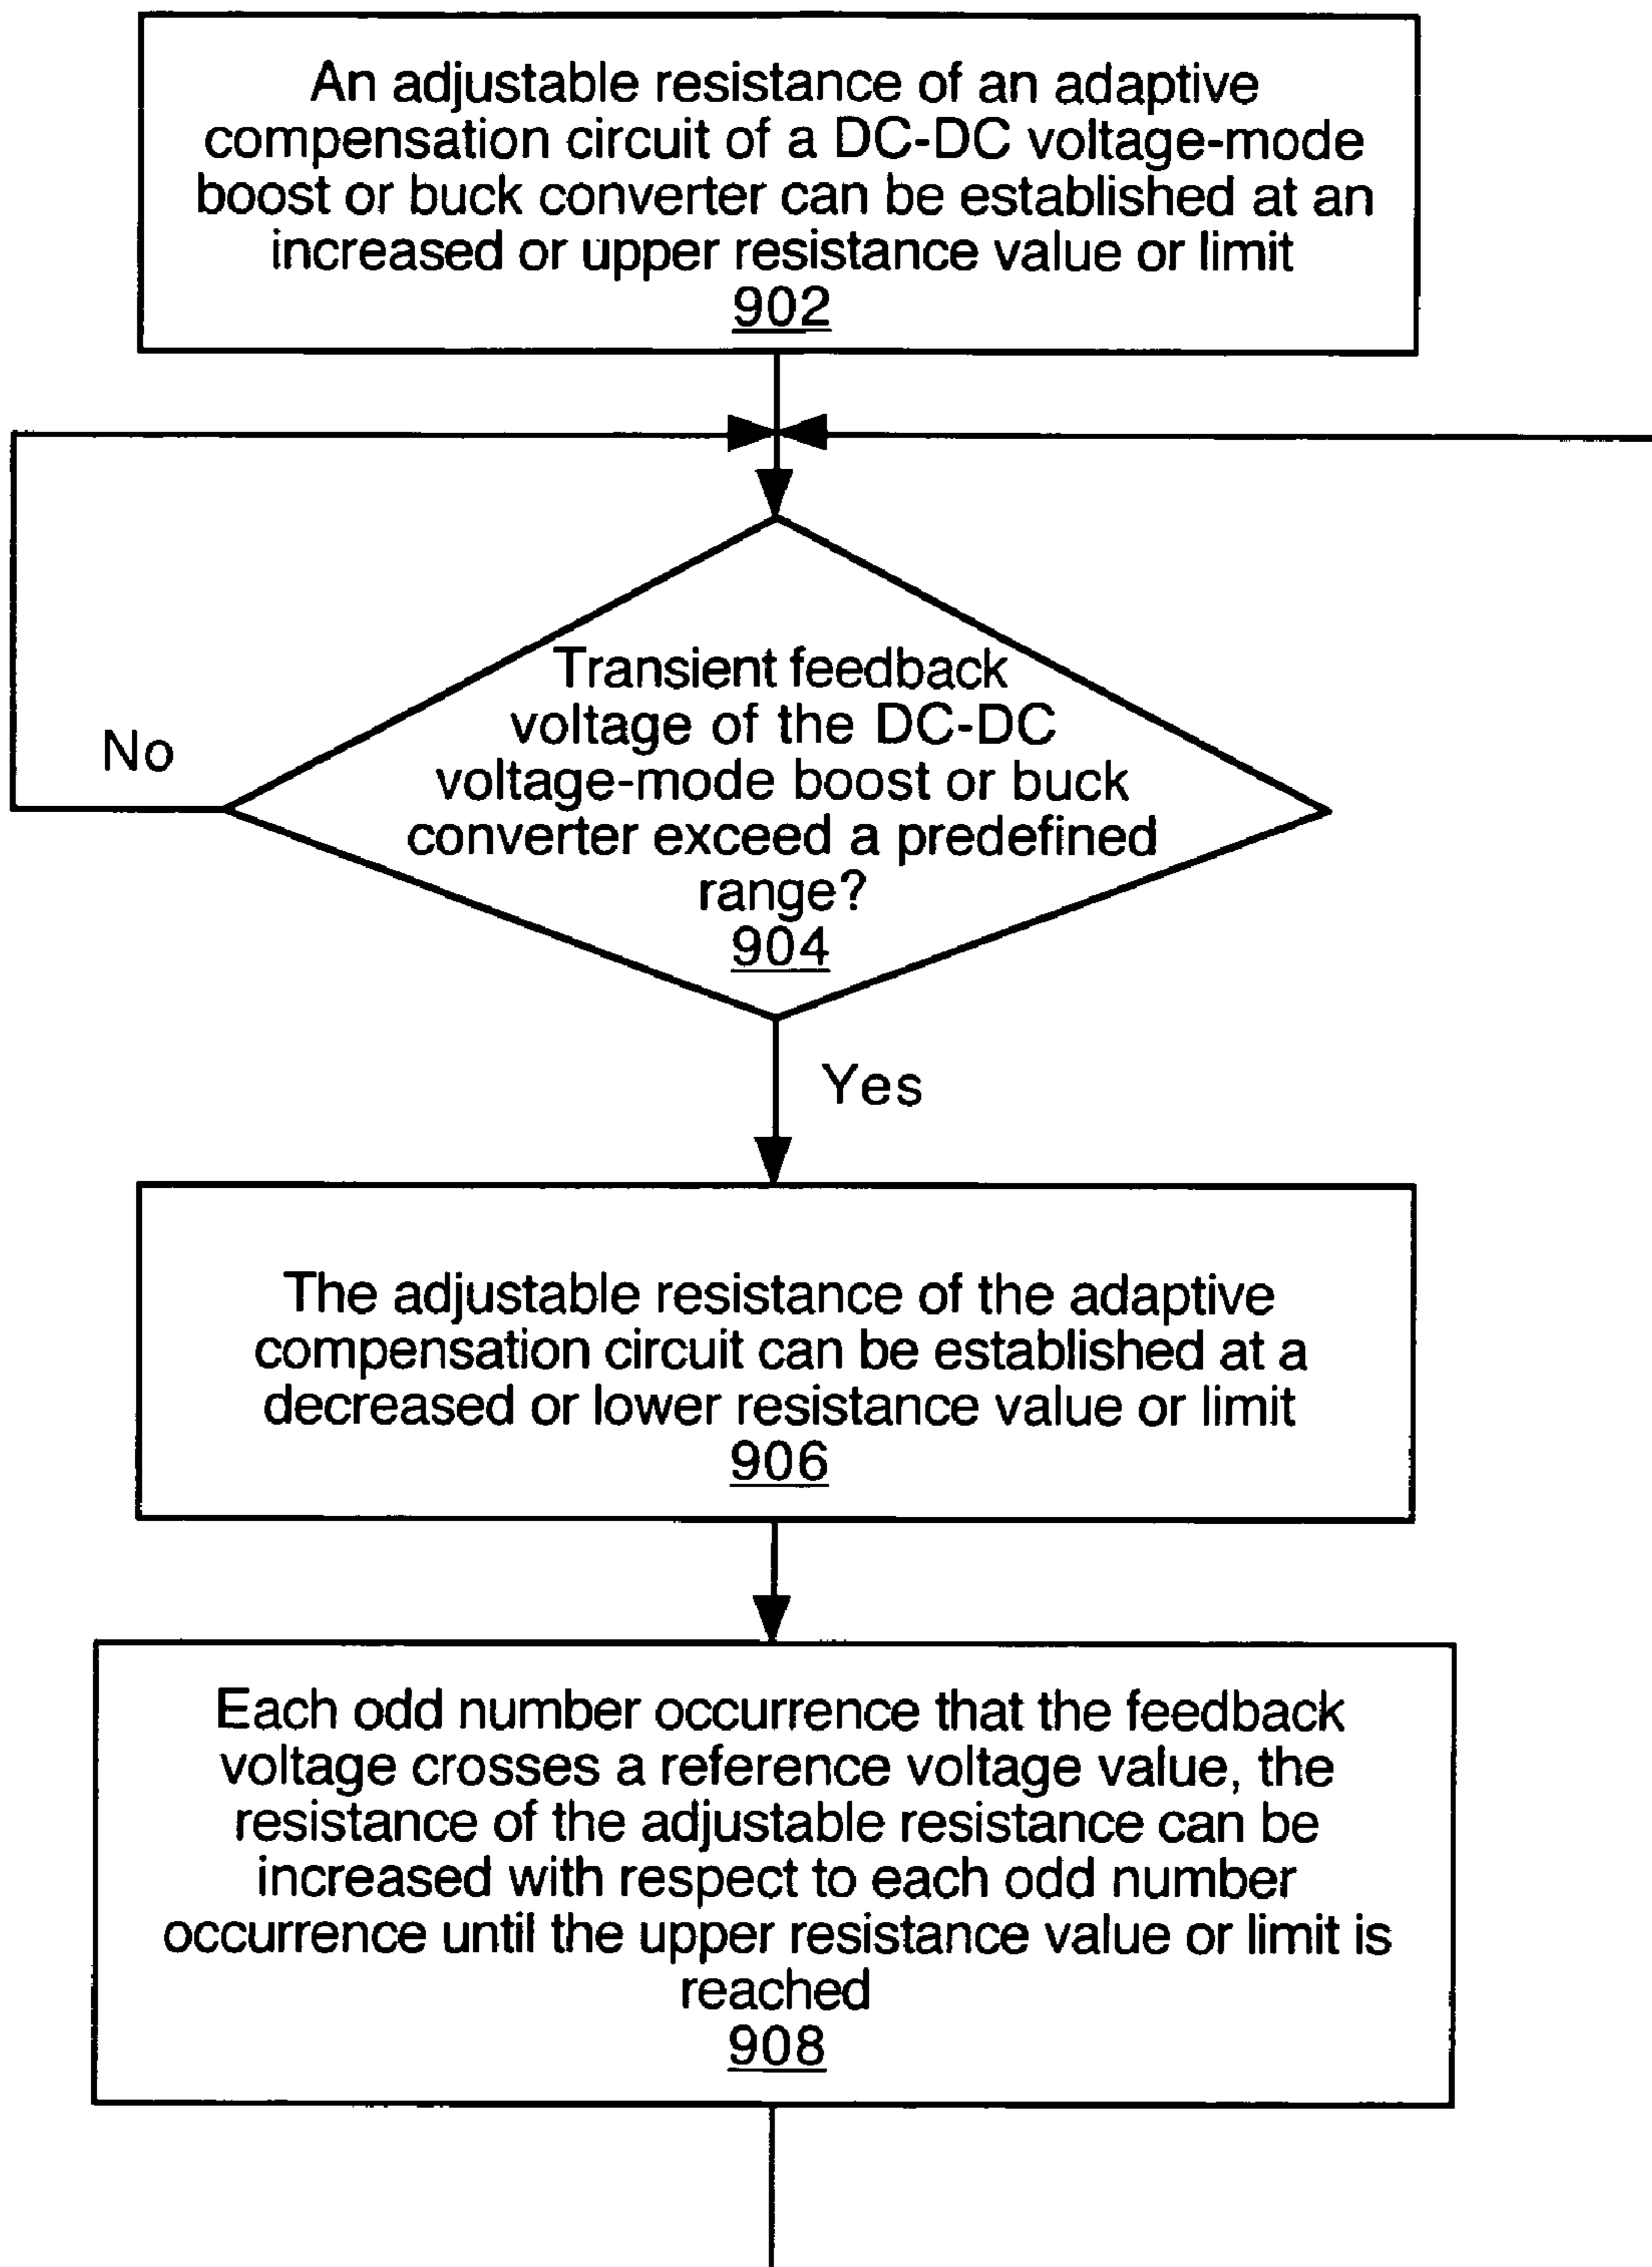 An adjustable resistance of an adaptive
compensation circuit of a DC-DC voltage-mode
boost or buck converter can be established at an
increased or upper resistance value or limit
902
Transient feedback
voltage of the DC-DC
voltage-mode boost or buck
converter exceed a predefined
range?
904
No
Yes
The adjustable resistance of the adaptive
compensation circuit can be established at a
decreased or lower resistance value or limit
906
Each odd number occurrence that the feedback
voltage crosses a reference voltage value, the
resistance of the adjustable resistance can be
increased with respect to each odd number
occurrence until the upper resistance value or limit is
reached
908